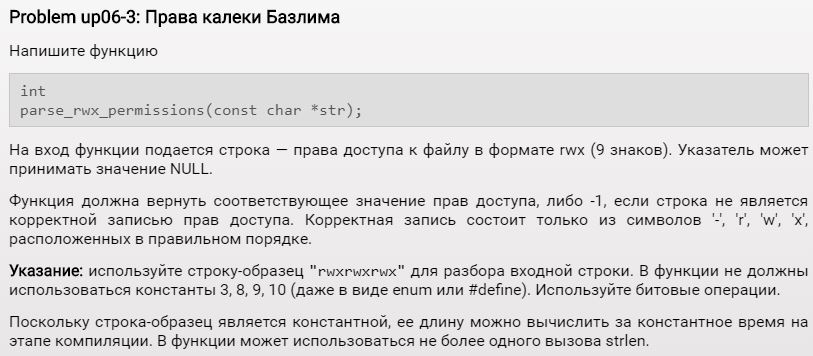 Problem up06-3: Права калеки Базлима
Напишите функцию
int
parse_rwx_permissions(const char *str);
На вход функции подается строка — права доступа к файлу в формате rwx (9 знаков). Указатель может
принимать значение NULL.
Функция должна вернуть соответствующее значение прав доступа, либо -1, если строка не является
корректной записью прав доступа. Корректная запись состоит только из символов '-', 'r', 'w', 'x',
расположенных в правильном порядке.
Указание: используйте строку-образец "rwxrwxrwx" для разбора входной строки. В функции не должны
использоваться константы 3, 8, 9, 10 (даже в виде enum или #define). Используйте битовые операции.
Поскольку строка-образец является константной, ее длину можно вычислить за константное время на
этапе компиляции. В функции может использоваться не более одного вызова strlen.